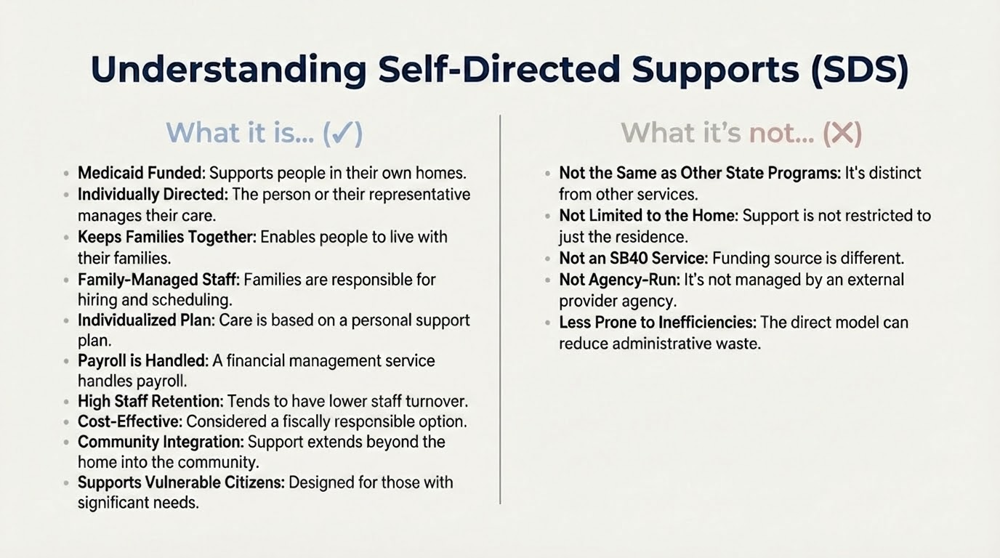 Understanding Self-Directed Supports (SDS)
What it is... (✓)
• Medicaid Funded: Supports people in their own homes.
• Individually Directed: The person or their representative
manages their care.
• Keeps Families Together: Enables people to live with
their families.
• Family-Managed Staff: Families are responsible for
hiring and scheduling.
• Individualized Plan: Care is based on a personal support
plan.
• Payroll is Handled: A financial management service
handles payroll.
• High Staff Retention: Tends to have lower staff turnover.
• Cost-Effective: Considered a fiscally responsible option.
• Community Integration: Support extends beyond the
home into the community.
• Supports Vulnerable Citizens: Designed for those with
significant needs.
What it's not... (✕)
• Not the Same as Other State Programs: It's distinct
from other services.
• Not Limited to the Home: Support is not restricted to
just the residence.
• Not an SB40 Service: Funding source is different.
• Not Agency-Run: It's not managed by an external
provider agency.
• Less Prone to Inefficiencies: The direct model can
reduce administrative waste.